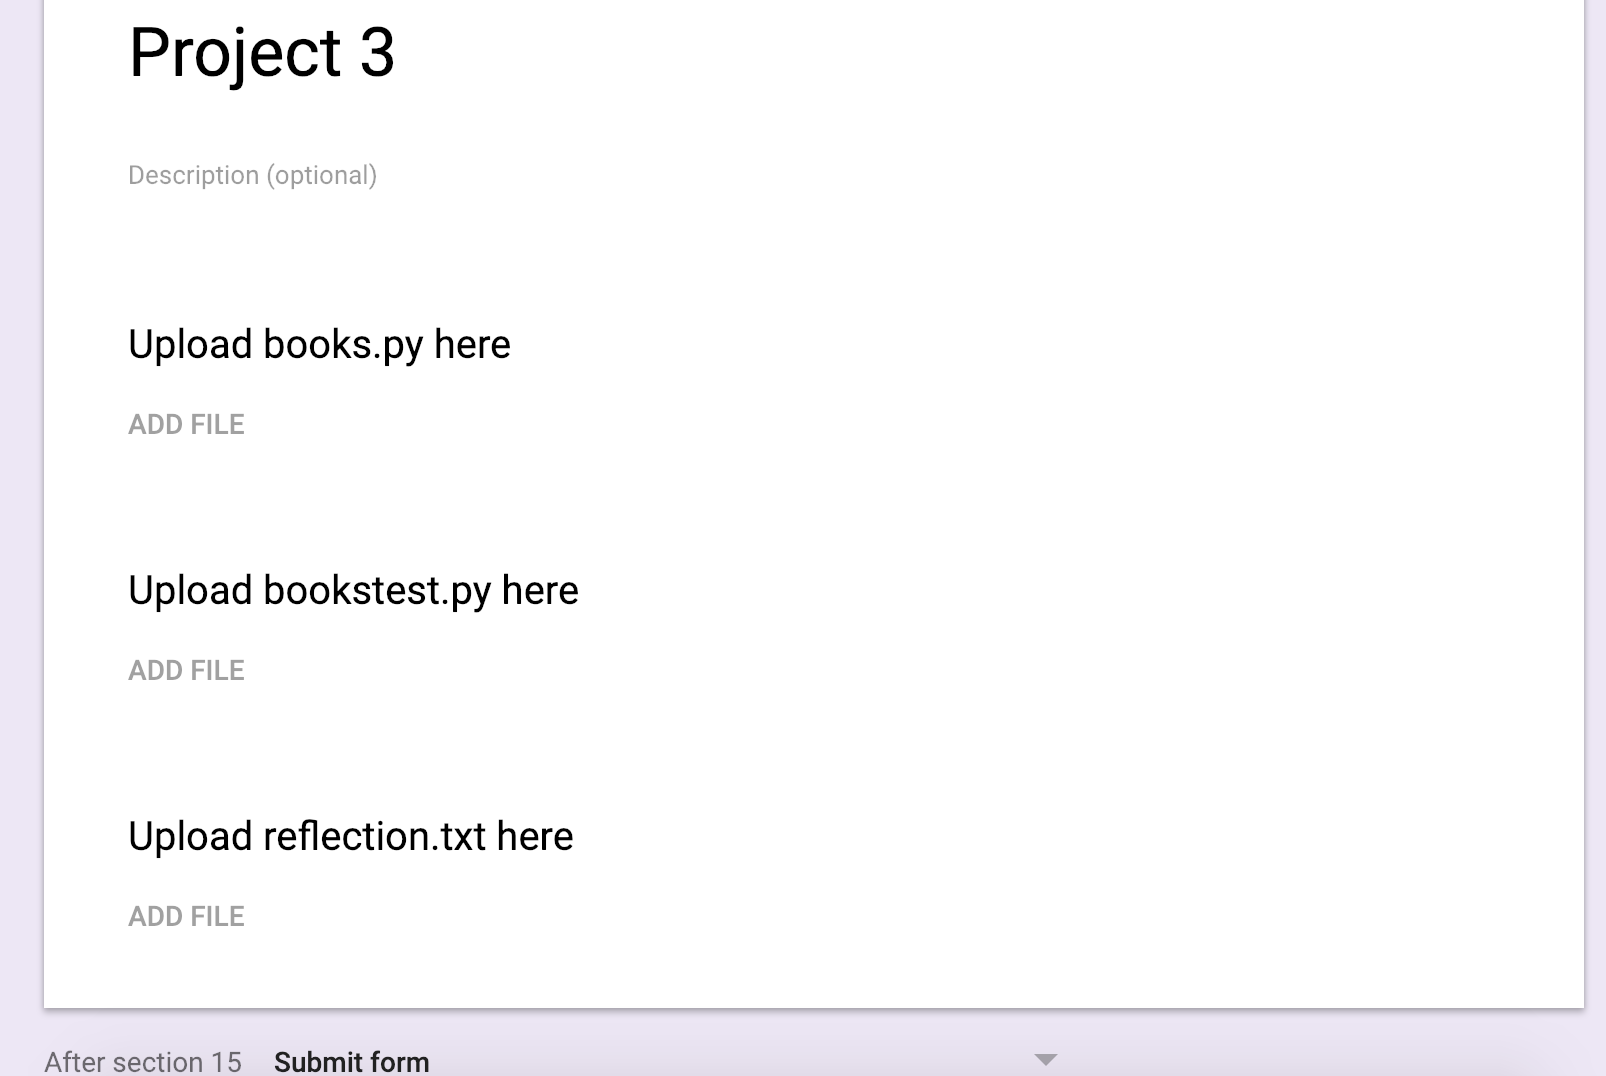 Project 3
Description (optional)
Upload books.py here
ADD FILE
Upload bookstest.py here
ADD FILE
Upload reflection.txt here
ADD FILE
After section 15 Submit form